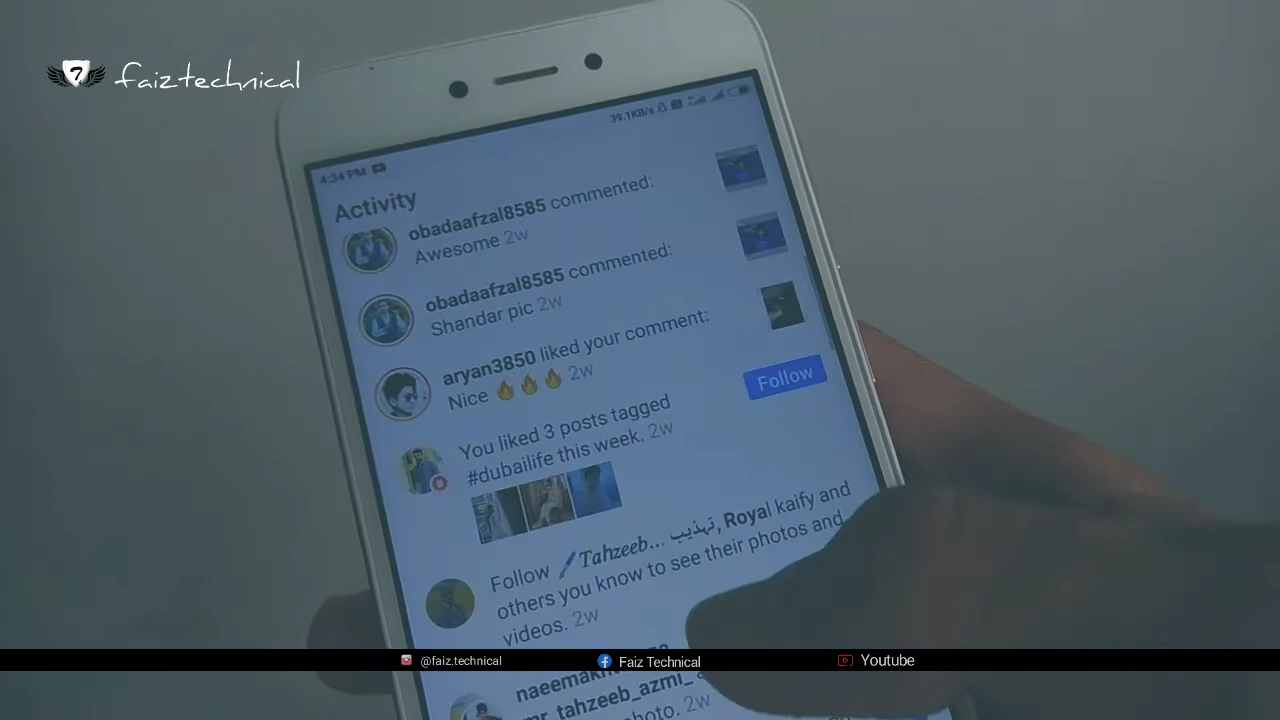 7
faiztechnical
4:34 PM
39.1KB/s
Activity
obadaafzal8585 commented:
Awesome 2w
obadaafzal8585 commented:
Shandar pic 2w
aryan3850 liked your comment:
Nice 🔥🔥🔥 2w
Follow
You liked 3 posts tagged
#dubailife this week. 2w
Follow 🖌️Tahzeeb... تہذیب, Royal kaify and
others you know to see their photos and
videos. 2w
mr_tahzeeb_azmi_
photo. 2w
@faiz.technical
Faiz Technical
Youtube